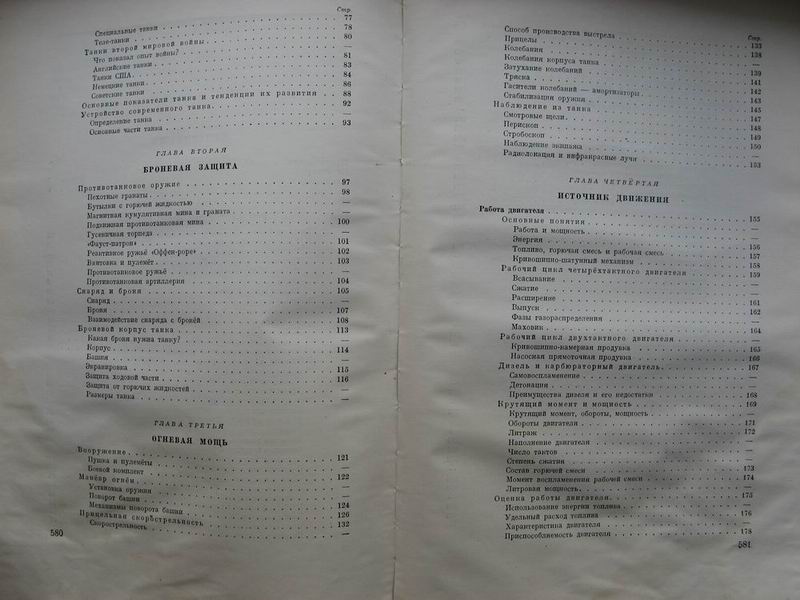 Стр.
Специальные танки . . . 77
Теле-танки . . . 78
Танки второй мировой войны . . . 80
Что показал опыт войны? . . . —
Английские танки . . . 81
Танки США . . . 83
Немецкие танки . . . 84
Советские танки . . . 86
Основные показатели танка и тенденции их развития . . 88
Устройство современного танка . . . 92
Определение танка . . . —
Основные части танка . . . 93
ГЛАВА ВТОРАЯ
БРОНЕВАЯ ЗАЩИТА
Противотанковое оружие . . . 97
Пехотные гранаты . . . 98
Бутылки с горючей жидкостью . . . —
Магнитная кумулятивная мина и граната . . . —
Подвижная противотанковая мина . . . 100
Гусеничная торпеда . . . —
«Фауст-патрон» . . . 101
Реактивное ружьё «Оффен-роре» . . . 102
Винтовка и пулемёт . . . 103
Противотанковое ружьё . . . —
Противотанковая артиллерия . . . 104
Снаряд и броня . . . 105
Снаряд . . . —
Броня . . . 107
Взаимодействие снаряда с бронёй . . . 108
Броневой корпус танка . . . 113
Какая броня нужна танку? . . . —
Корпус . . . 114
Башня . . . —
Экранировка . . . 115
Защита ходовой части . . . 116
Защита от горючих жидкостей . . . —
Размеры танка . . . —
ГЛАВА ТРЕТЬЯ
ОГНЕВАЯ МОЩЬ
Вооружение . . . 121
Пушка и пулемёты . . . —
Боевой комплект . . . 122
Манёвр огнём . . . —
Установка оружия . . . —
Поворот башни . . . 124
Механизмы поворота башни . . . 126
Прицельная скорострельность . . . 132
Скорострельность . . . —
580
Стр.
Способ производства выстрела . . . 133
Прицелы . . . 138
Колебания . . . —
Колебания корпуса танка . . . 139
Затухание колебаний . . . 141
Тряска . . . 142
Гасители колебаний — амортизаторы . . . 143
Стабилизация оружия . . . 145
Наблюдение из танка . . . 147
Смотровые щели . . . 148
Перископ . . . 149
Стробоскоп . . . 150
Наблюдение экипажа . . . —
Радиолокация и инфракрасные лучи . . . 153
ГЛАВА ЧЕТВЁРТАЯ
ИСТОЧНИК ДВИЖЕНИЯ
Работа двигателя . . . 155
Основные понятия . . . —
Работа и мощность . . . —
Энергия . . . 156
Топливо, горючая смесь и рабочая смесь . . . 157
Кривошипно-шатунный механизм . . . 158
Рабочий цикл четырёхтактного двигателя . . . 159
Всасывание . . . —
Сжатие . . . —
Расширение . . . 161
Выпуск . . . 162
Фазы газораспределения . . . —
Маховик . . . 164
Рабочий цикл двухтактного двигателя . . . —
Кривошипно-камерная продувка . . . 165
Насосная прямоточная продувка . . . 166
Дизель и карбюраторный двигатель . . . 167
Самовоспламенение . . . —
Детонация . . . —
Преимущества дизеля и его недостатки . . . 168
Крутящий момент и мощность . . . 169
Крутящий момент, обороты, мощность . . . —
Обороты двигателя . . . 171
Литраж . . . 172
Наполнение двигателя . . . —
Число тактов . . . —
Степень сжатия . . . —
Состав горючей смеси . . . 173
Момент воспламенения рабочей смеси . . . 174
Литровая мощность . . . —
Оценка работы двигателя . . . 175
Использование энергии топлива . . . —
Удельный расход топлива . . . 176
Характеристика двигателя . . . —
Приспособляемость двигателя . . . 178
581